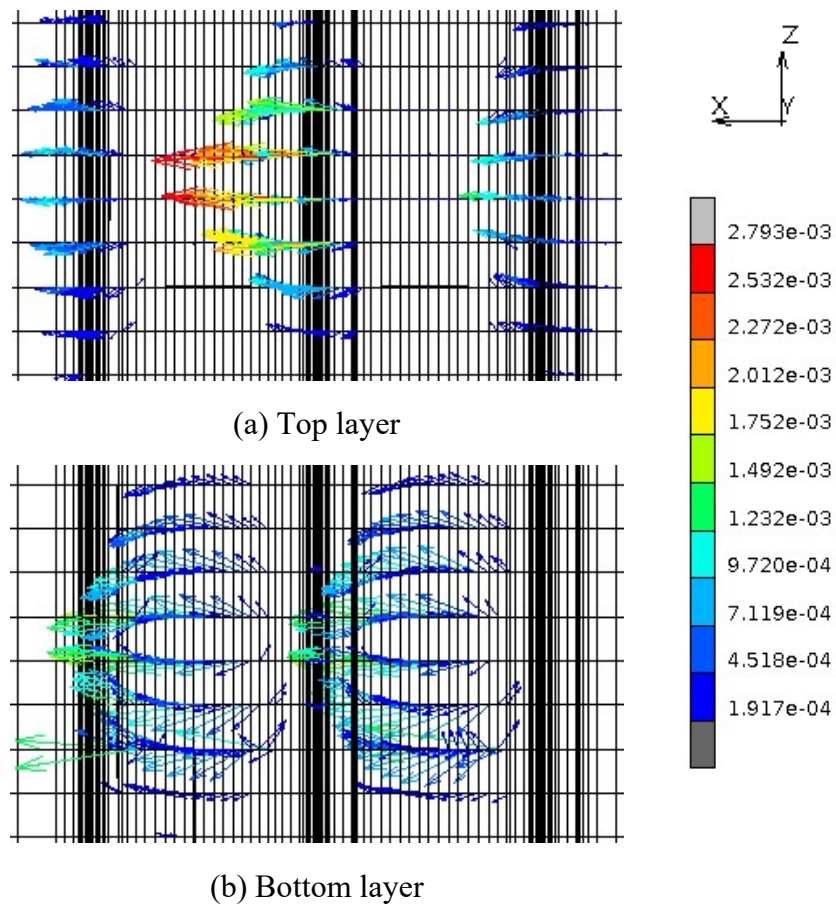 Z
X
Y
2.793e-03
2.532e-03
2.272e-03
2.012e-03
1.752e-03
1.492e-03
1.232e-03
9.720e-04
7.119e-04
4.518e-04
1.917e-04
(a) Top layer
(b) Bottom layer